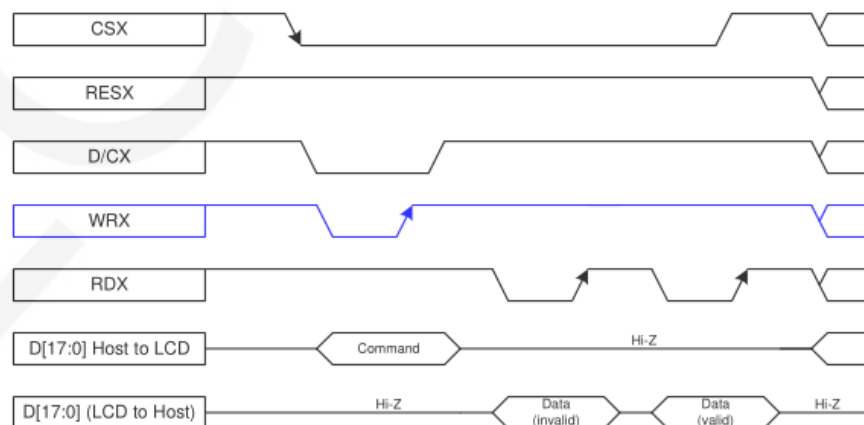 CSX
RESX
D/CX
WRX
RDX
D[17:0] Host to LCD
Command
Hi-Z
D[17:0] (LCD to Host)
Hi-Z
Data
(invalid)
Data
(valid)
Hi-Z